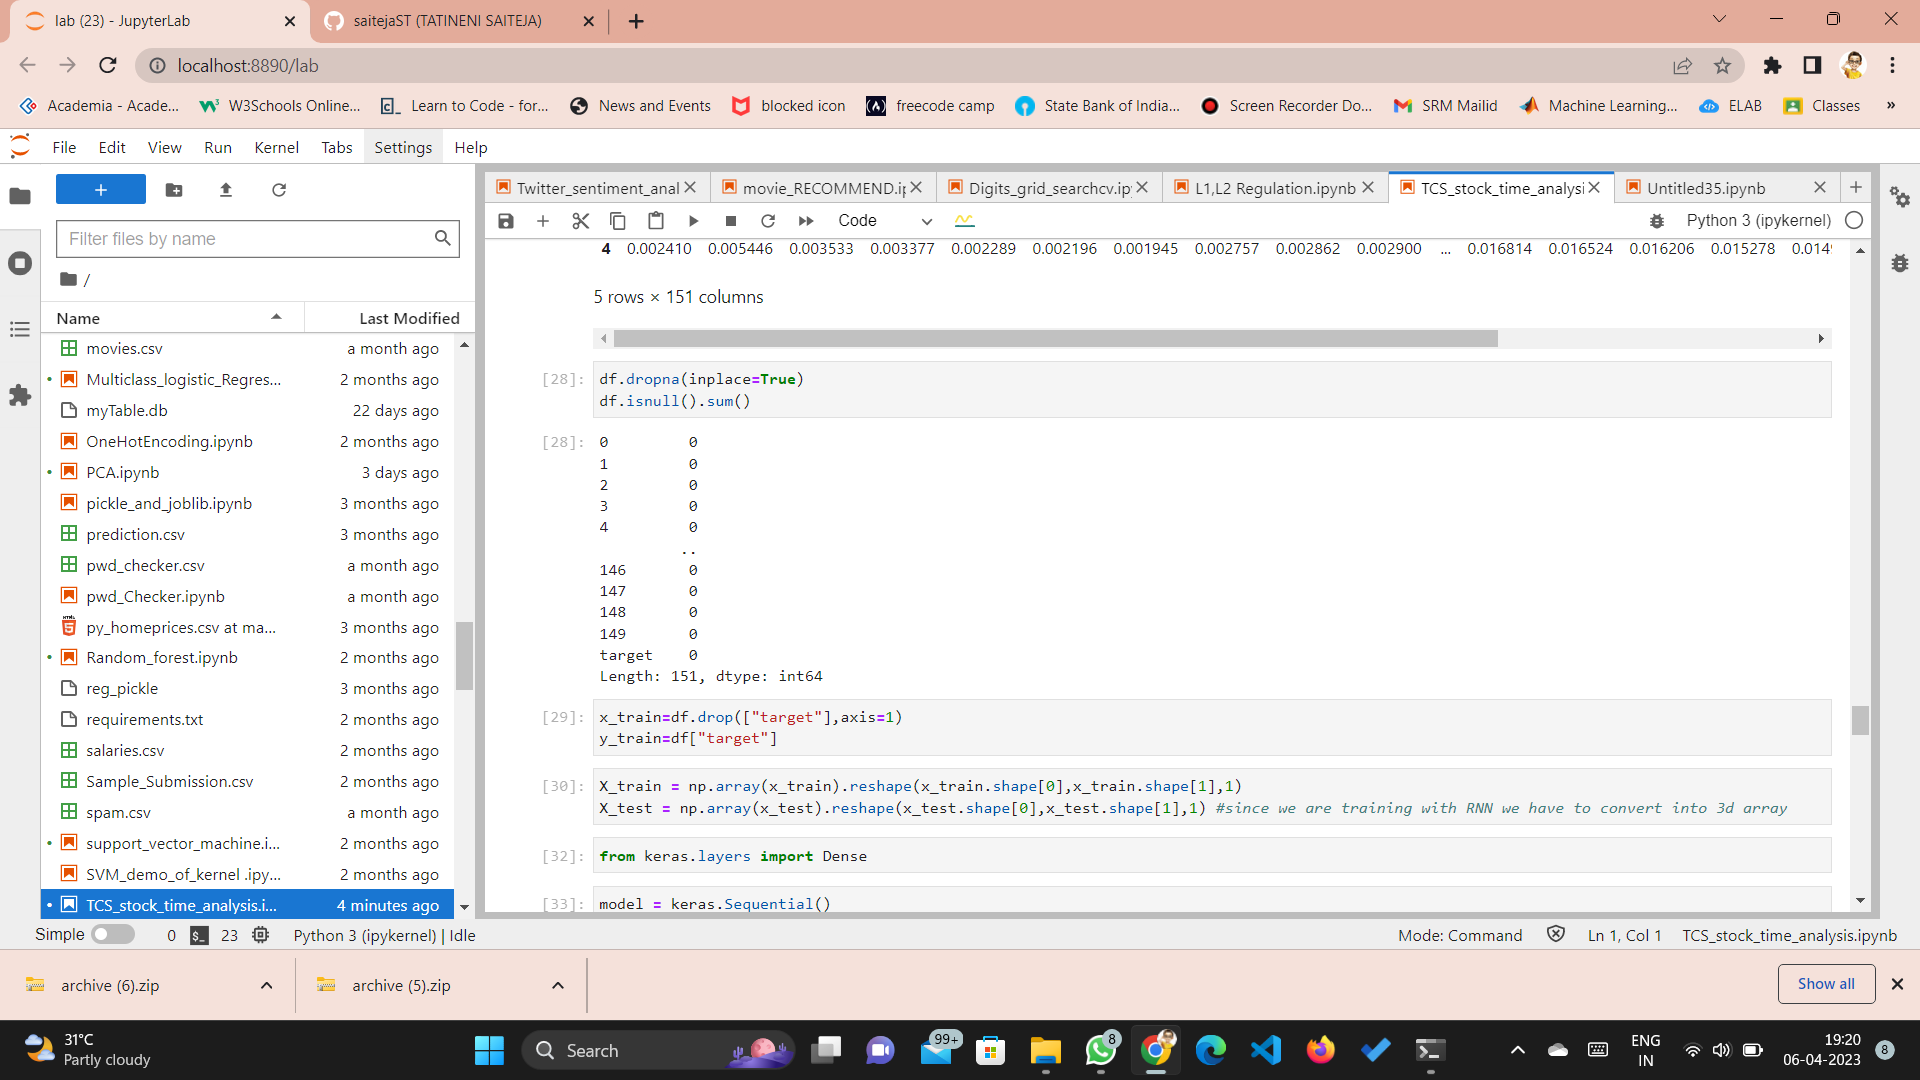 lab (23) - JupyterLab
saitejaST (TATINENI SAITEJA)
localhost:8890/lab
Academia - Acade...
W3Schools Online...
Learn to Code - for...
News and Events
blocked icon
freecode camp
State Bank of India...
Screen Recorder Do...
SRM Mailid
Machine Learning...
ELAB
Classes
»
File Edit View Run Kernel Tabs Settings Help
Filter files by name
/
Name Last Modified
movies.csv a month ago
Multiclass_logistic_Regres... 2 months ago
myTable.db 22 days ago
OneHotEncoding.ipynb 2 months ago
PCA.ipynb 3 days ago
pickle_and_joblib.ipynb 3 months ago
prediction.csv 3 months ago
pwd_checker.csv a month ago
pwd_Checker.ipynb a month ago
py_homeprices.csv at ma... 3 months ago
Random_forest.ipynb 2 months ago
reg_pickle 3 months ago
requirements.txt 2 months ago
salaries.csv 2 months ago
Sample_Submission.csv 2 months ago
spam.csv a month ago
support_vector_machine.i... 2 months ago
SVM_demo_of_kernel .ipy... 2 months ago
TCS_stock_time_analysis.i... 4 minutes ago
Twitter_sentiment_anal
movie_RECOMMEND.ip
Digits_grid_searchcv.ip
L1,L2 Regulation.ipynb
TCS_stock_time_analysi
Untitled35.ipynb
Code
Python 3 (ipykernel)
4 0.002410 0.005446 0.003533 0.003377 0.002289 0.002196 0.001945 0.002757 0.002862 0.002900 ... 0.016814 0.016524 0.016206 0.015278 0.014
5 rows × 151 columns
[28]: df.dropna(inplace=True)
df.isnull().sum()
[28]: 0 0
1 0
2 0
3 0
4 0
..
146 0
147 0
148 0
149 0
target 0
Length: 151, dtype: int64
[29]: x_train=df.drop(["target"],axis=1)
y_train=df["target"]
[30]: X_train = np.array(x_train).reshape(x_train.shape[0],x_train.shape[1],1)
X_test = np.array(x_test).reshape(x_test.shape[0],x_test.shape[1],1) #since we are training with RNN we have to convert into 3d array
[32]: from keras.layers import Dense
[33]: model = keras.Sequential()
Simple 0 $_ 23 Python 3 (ipykernel) | Idle
Mode: Command Ln 1, Col 1 TCS_stock_time_analysis.ipynb
archive (6).zip
archive (5).zip
Show all
31°C
Partly cloudy
Search
99+
8
ENG
IN
19:20
06-04-2023
8